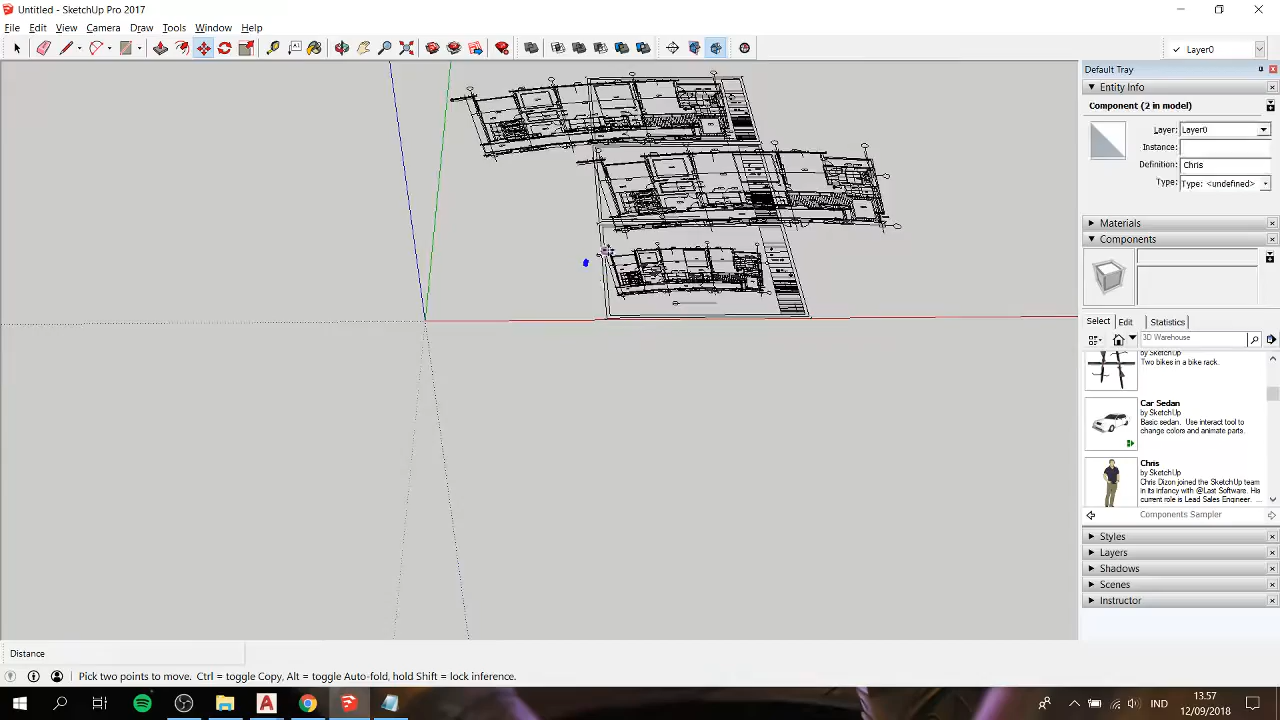 Untitled - SketchUp Pro 2017
File Edit View Camera Draw Tools Window Help
Layer0
Default Tray
Entity Info
Component (2 in model)
Layer: Layer0
Instance:
Definition: Chris
Type: Type: <undefined>
Materials
Components
Select Edit Statistics
3D Warehouse
by SketchUp
Two bikes in a bike rack.
Car Sedan
by SketchUp
Basic sedan. Use interact tool to
change colors and animate parts.
Chris
by SketchUp
Chris Dizon joined the SketchUp team
in its infancy with @Last Software. His
current role is Lead Sales Engineer.
Components Sampler
Styles
Layers
Shadows
Scenes
Instructor
Distance
Pick two points to move. Ctrl = toggle Copy, Alt = toggle Auto-fold, hold Shift = lock inference.
IND
13.57
12/09/2018